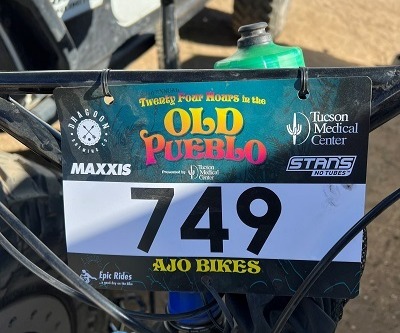 Twenty Four Hours in the
OLD
PUEBLO
Presented by Tucson Medical Center
DRAGOON
BREWING CO
MAXXIS
Tucson
Medical
Center
STANS
NO TUBES
749
AJO BIKES
Epic Rides